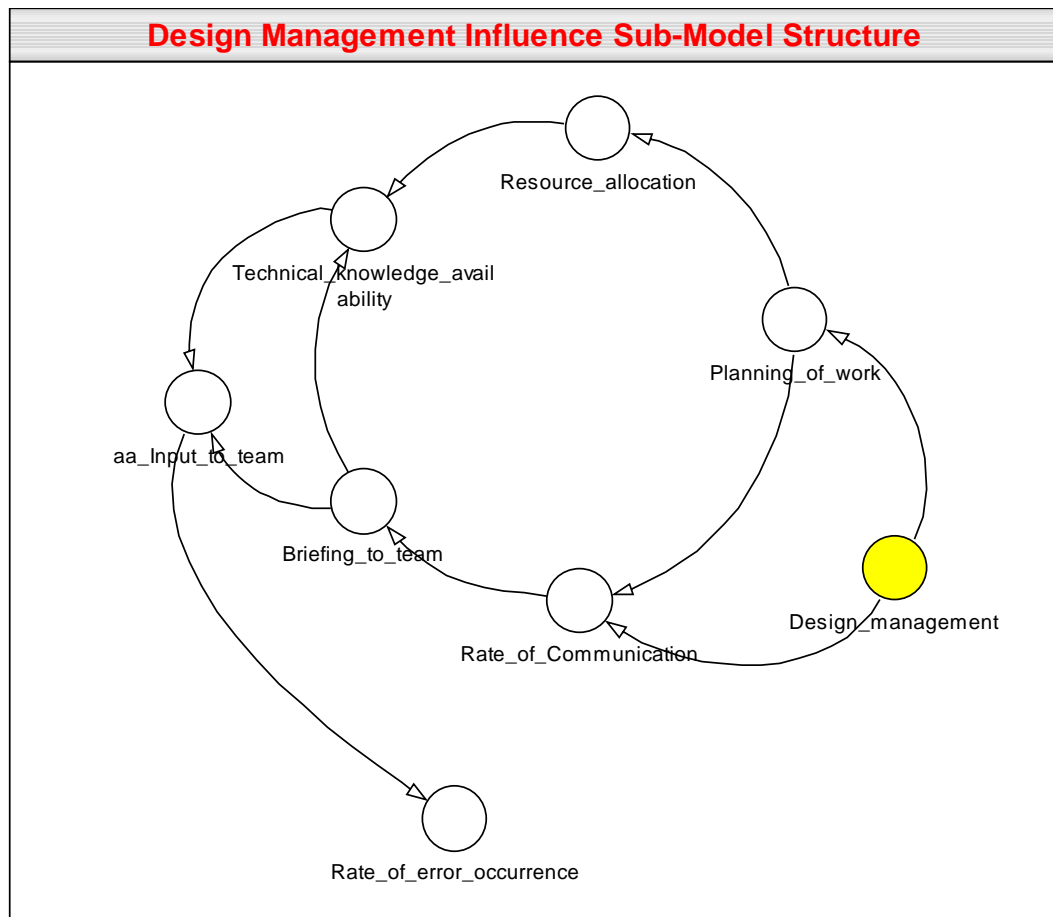 Design Management Influence Sub-Model Structure
Resource_allocation
Technical_knowledge_avail
ability
Planning_of_work
aa_Input_to_team
Briefing_to_team
Design_management
Rate_of_Communication
Rate_of_error_occurrence